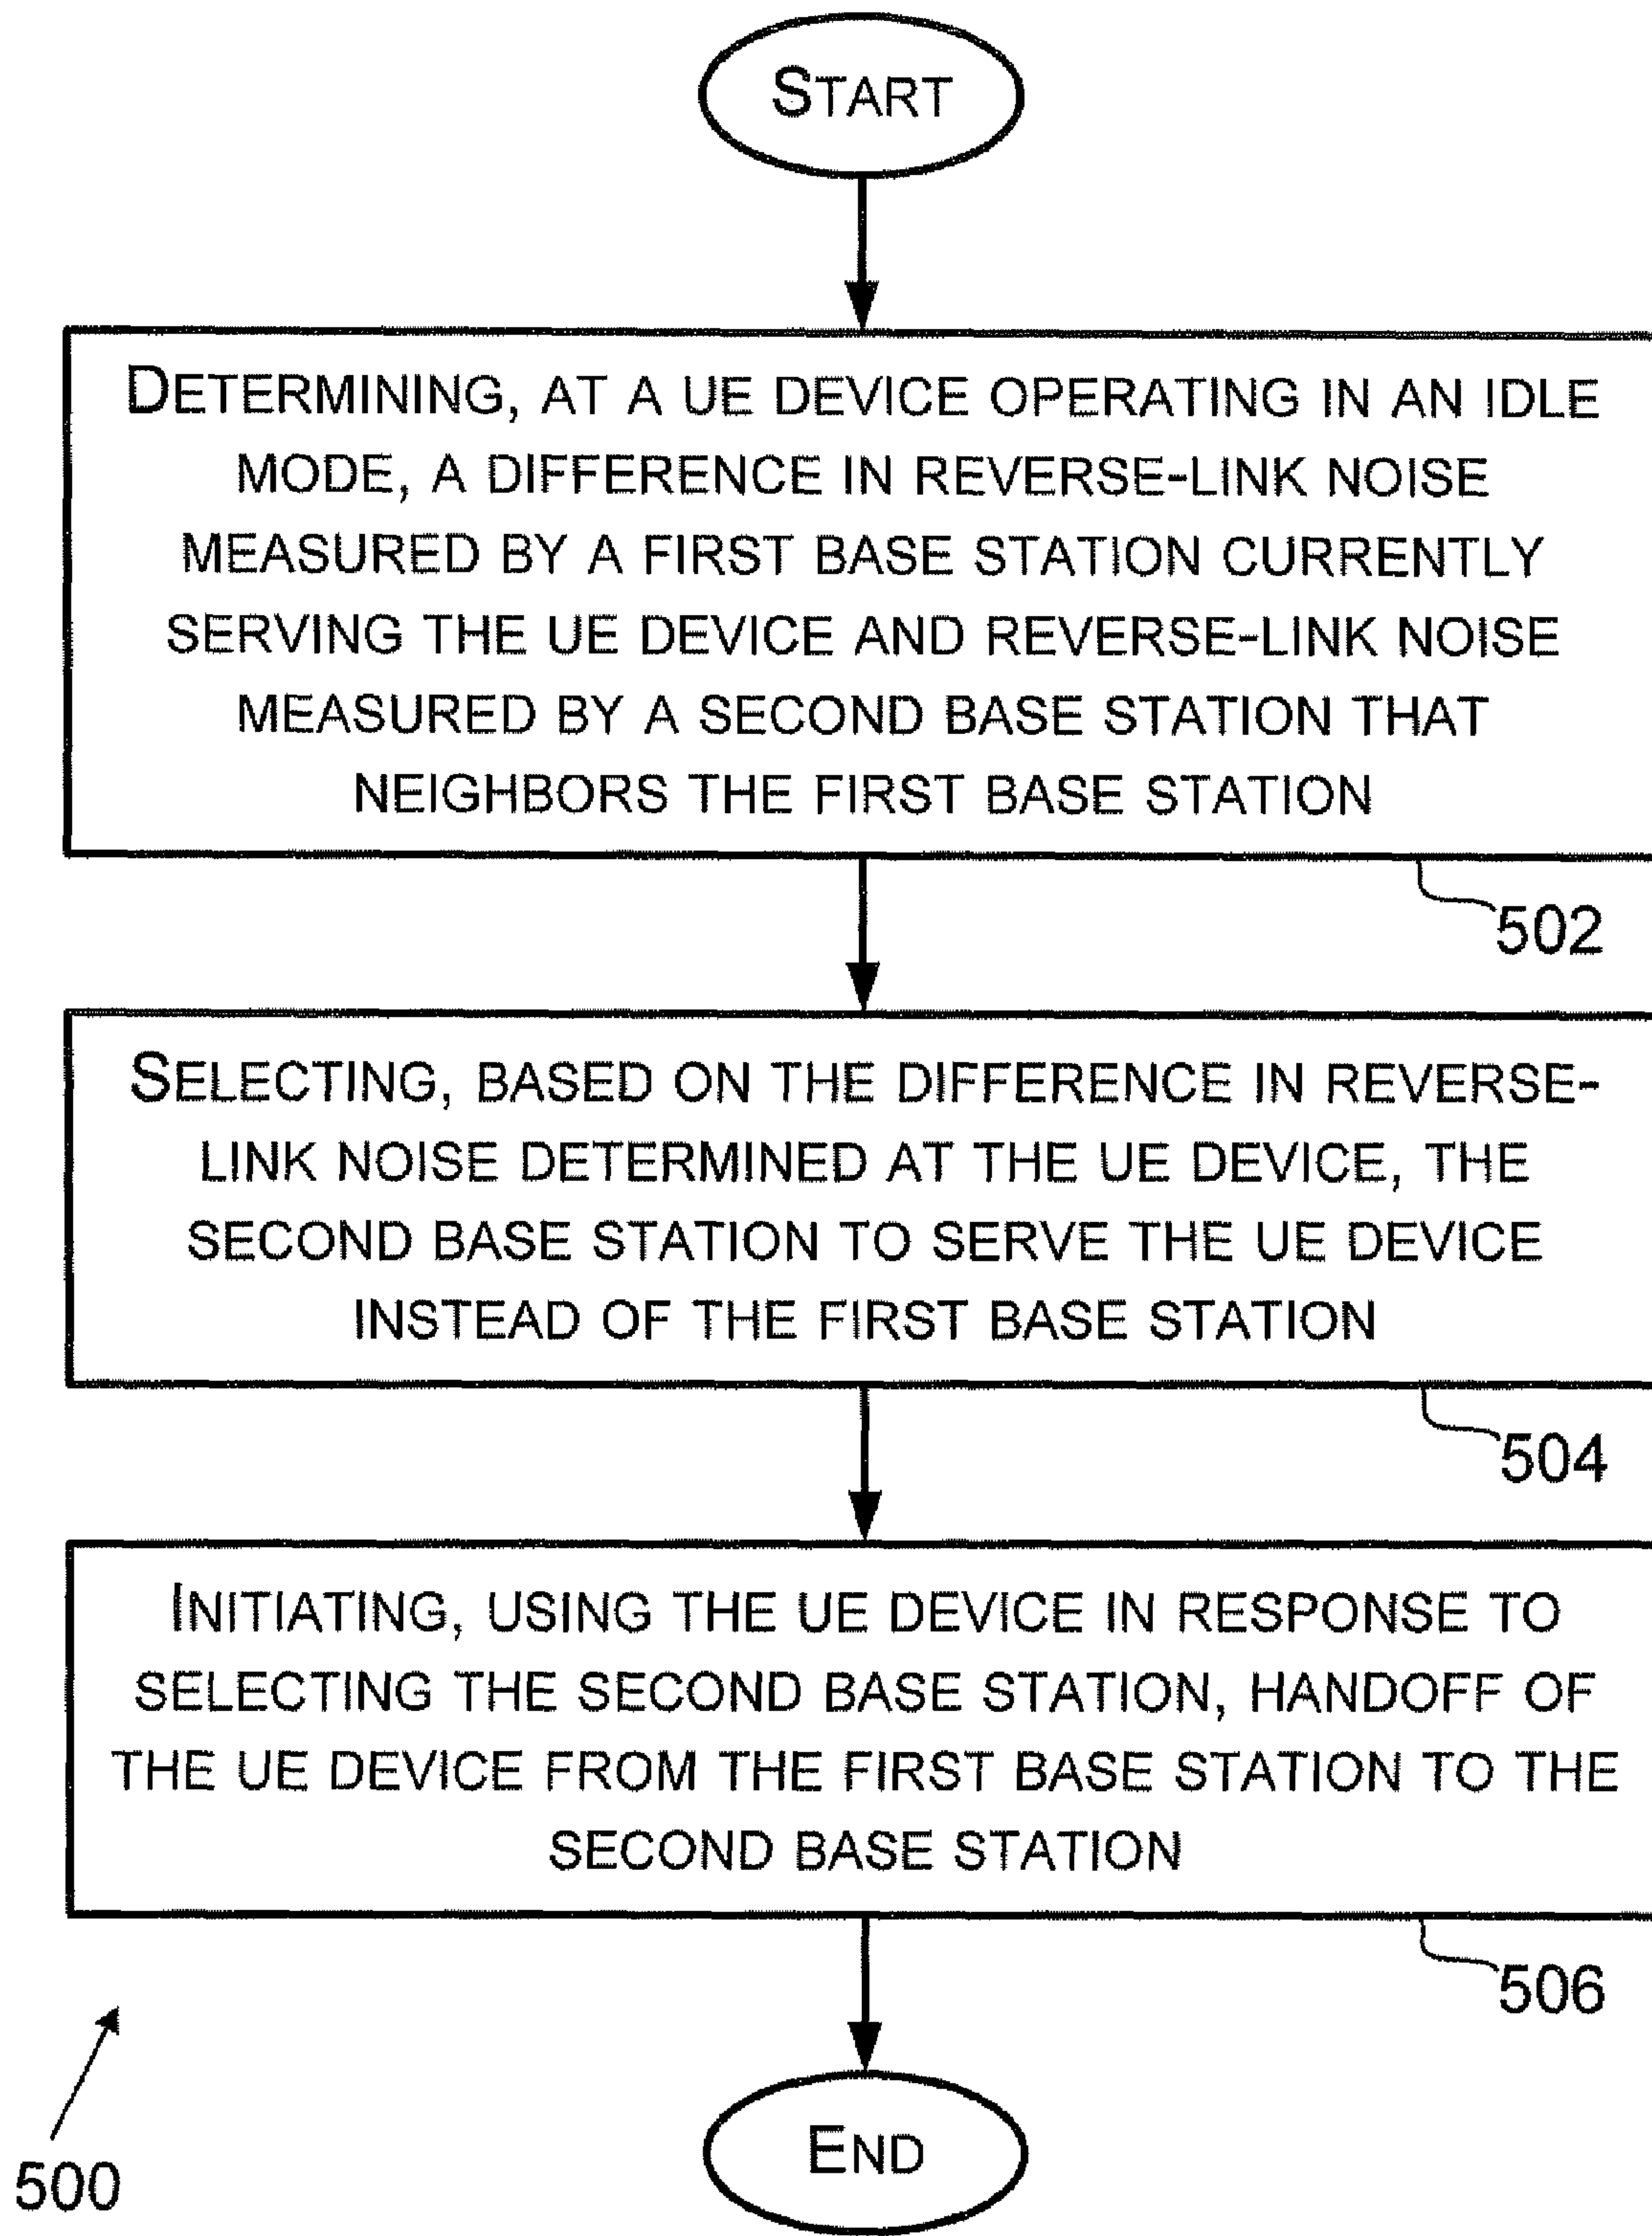 START
DETERMINING, AT A UE DEVICE OPERATING IN AN IDLE
MODE, A DIFFERENCE IN REVERSE-LINK NOISE
MEASURED BY A FIRST BASE STATION CURRENTLY
SERVING THE UE DEVICE AND REVERSE-LINK NOISE
MEASURED BY A SECOND BASE STATION THAT
NEIGHBORS THE FIRST BASE STATION
502
SELECTING, BASED ON THE DIFFERENCE IN REVERSE-
LINK NOISE DETERMINED AT THE UE DEVICE, THE
SECOND BASE STATION TO SERVE THE UE DEVICE
INSTEAD OF THE FIRST BASE STATION
504
INITIATING, USING THE UE DEVICE IN RESPONSE TO
SELECTING THE SECOND BASE STATION, HANDOFF OF
THE UE DEVICE FROM THE FIRST BASE STATION TO THE
SECOND BASE STATION
506
END
500